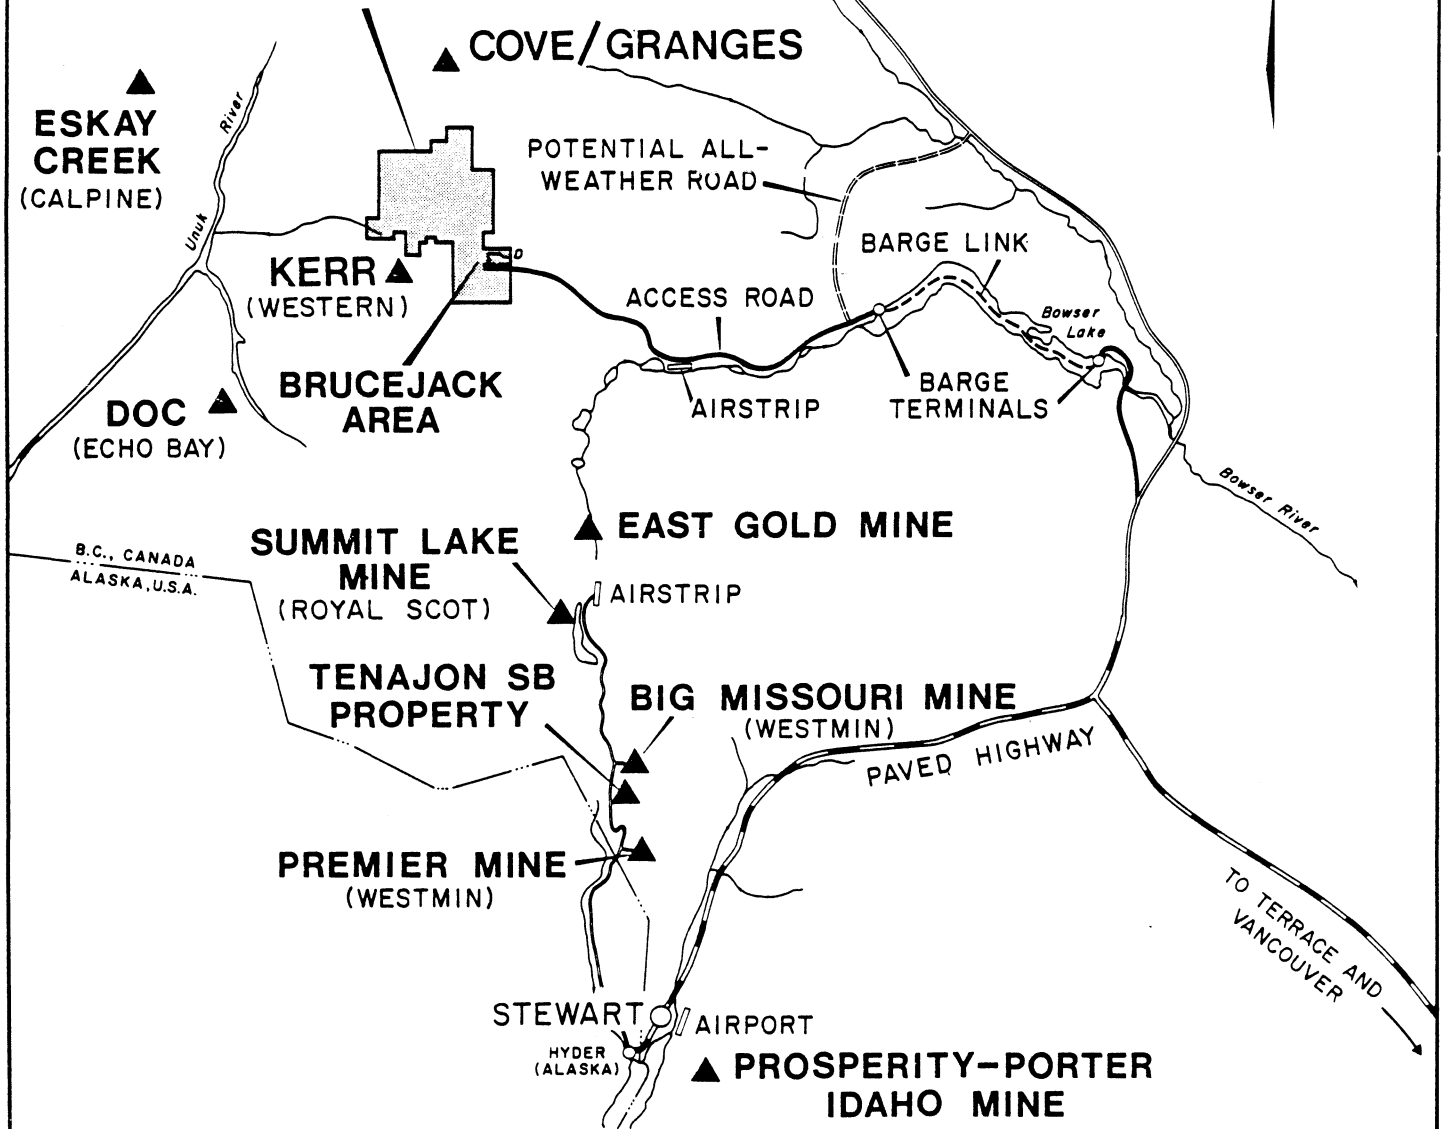 COVE/GRANGES
ESKAY
CREEK
(CALPINE)
River
Unuk
POTENTIAL ALL-
WEATHER ROAD
BARGE LINK
KERR
(WESTERN)
ACCESS ROAD
Bowser
Lake
BRUCEJACK
AREA
AIRSTRIP
BARGE
TERMINALS
DOC
(ECHO BAY)
Bowser River
EAST GOLD MINE
SUMMIT LAKE
MINE
(ROYAL SCOT)
B.C., CANADA
ALASKA, U.S.A.
AIRSTRIP
TENAJON SB
PROPERTY
BIG MISSOURI MINE
(WESTMIN)
PAVED HIGHWAY
PREMIER MINE
(WESTMIN)
TO TERRACE AND
VANCOUVER
STEWART
AIRPORT
HYDER
(ALASKA)
PROSPERITY-PORTER
IDAHO MINE